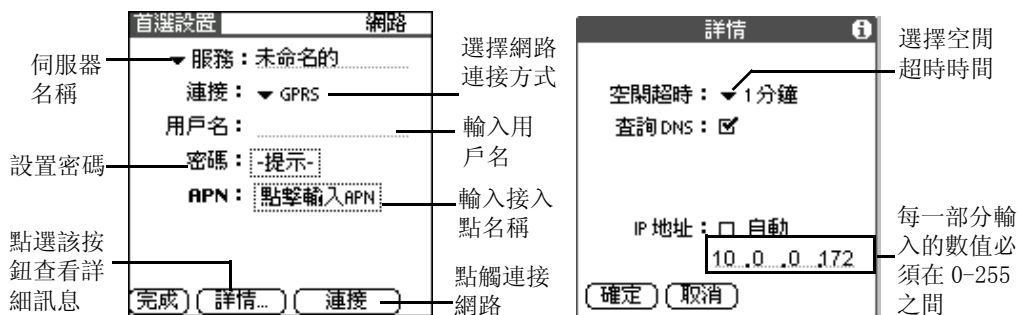 首選設置 網路
伺服器
名稱
服務：未命名的
選擇網路
連接方式
連接： GPRS
用戶名：
輸入用
戶名
設置密碼
密碼： -提示-
APN： 點擊輸入APN
輸入接入
點名稱
點選該按
鈕查看詳
細訊息
完成 詳情… 連接
點觸連接
網路
詳情
選擇空閒
超時時間
空閑超時： 1分鐘
查詢DNS：
IP地址： 自動
10 .0 .0 .172
每一部分輸
入的數值必
須在 0-255
之間
確定 取消